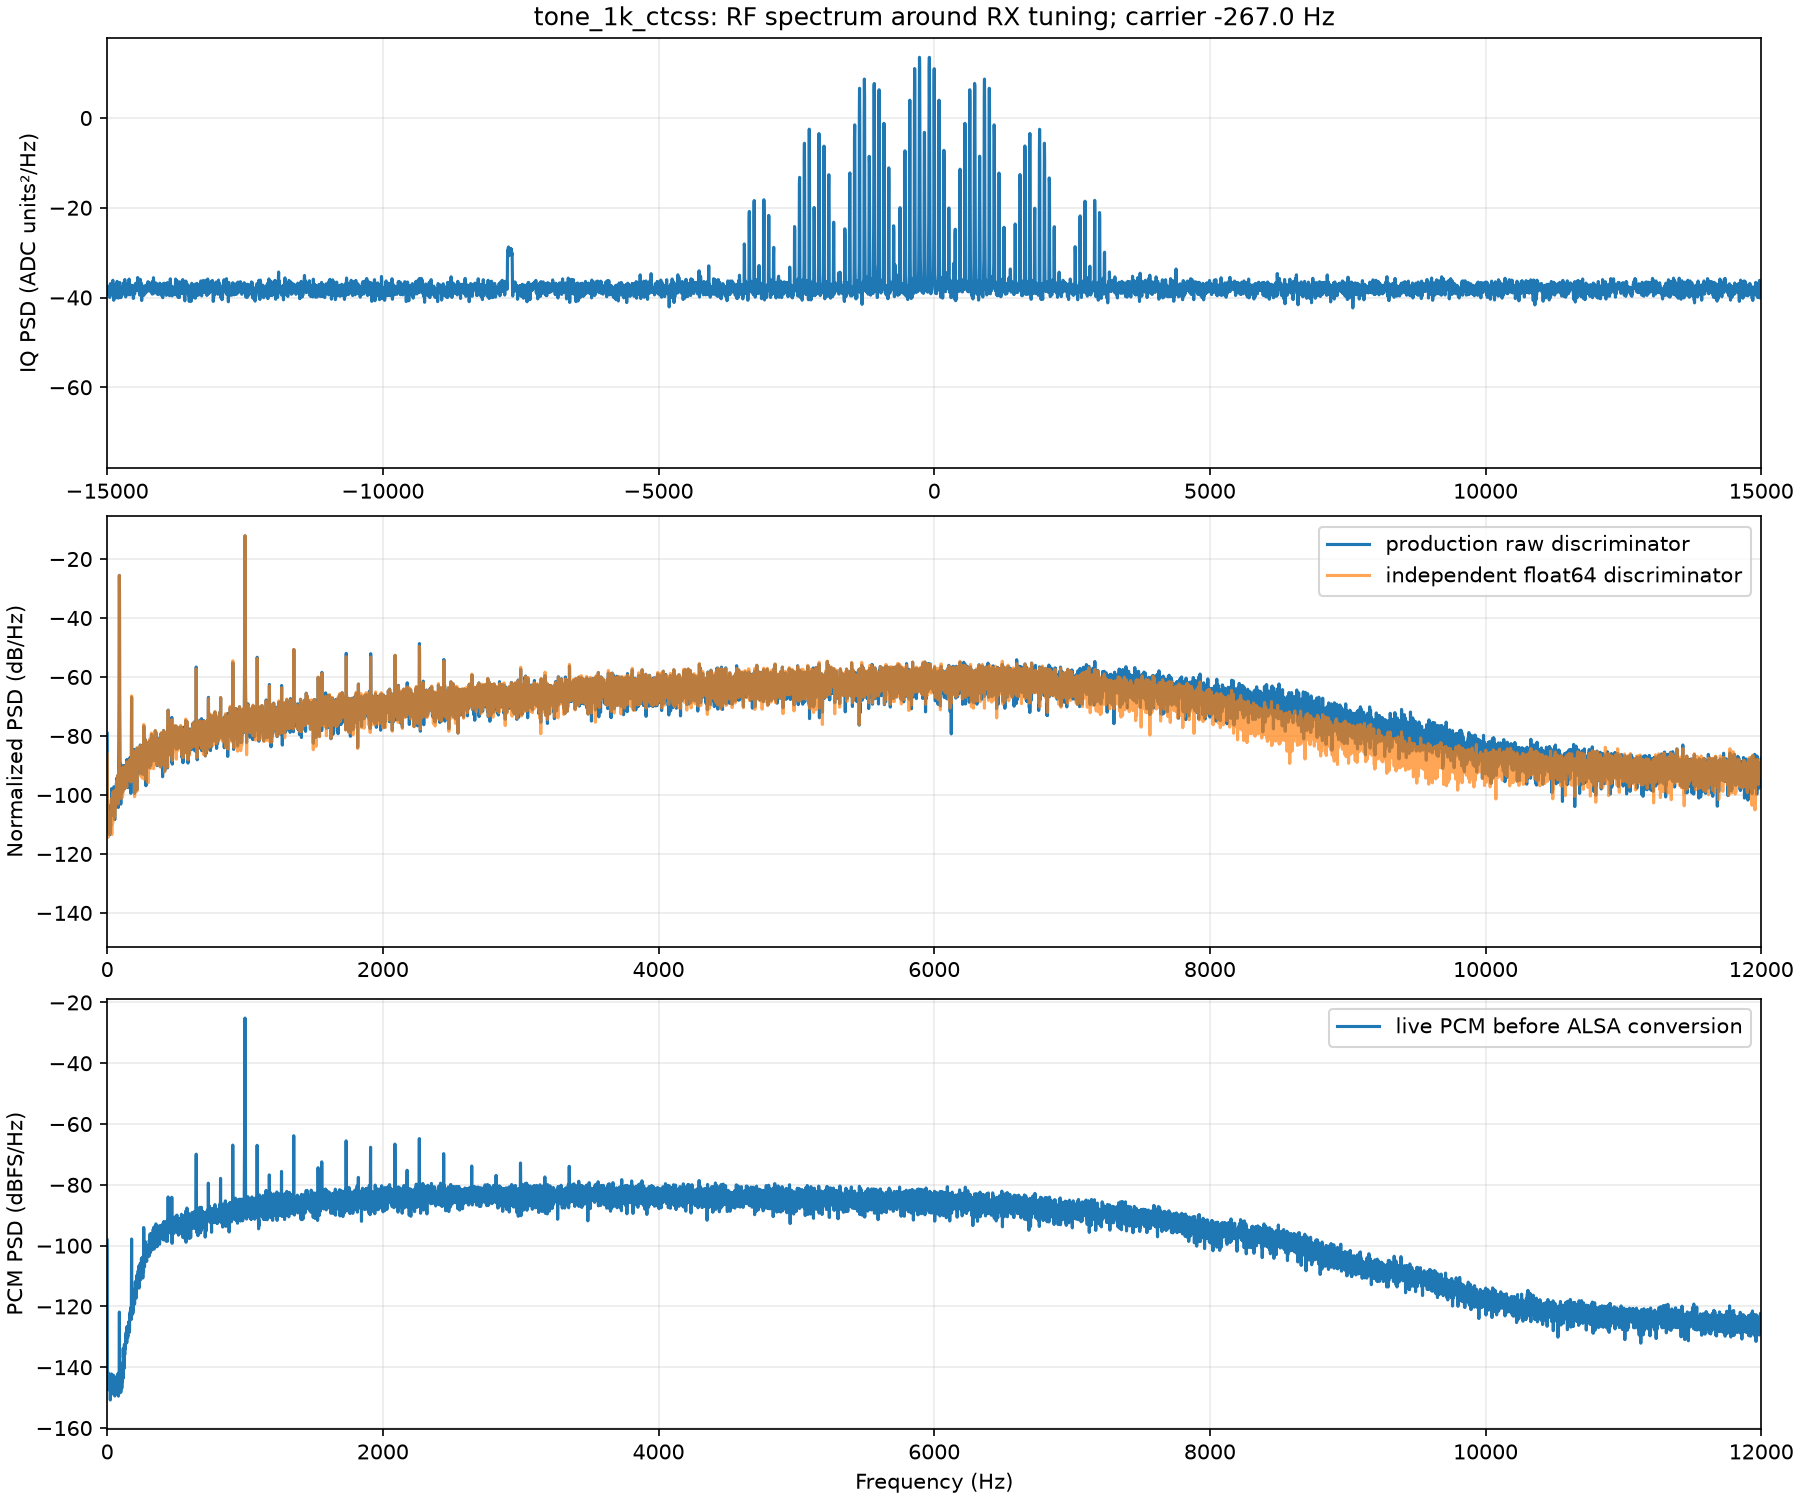 tone_1k_ctcss: RF spectrum around RX tuning; carrier -267.0 Hz
IQ PSD (ADC units²/Hz)
0
−20
−40
−60
−15000 −10000 −5000 0 5000 10000 15000
Normalized PSD (dB/Hz)
−20
−40
−60
−80
−100
−120
−140
production raw discriminator
independent float64 discriminator
0 2000 4000 6000 8000 10000 12000
PCM PSD (dBFS/Hz)
−20
−40
−60
−80
−100
−120
−140
−160
live PCM before ALSA conversion
0 2000 4000 6000 8000 10000 12000
Frequency (Hz)